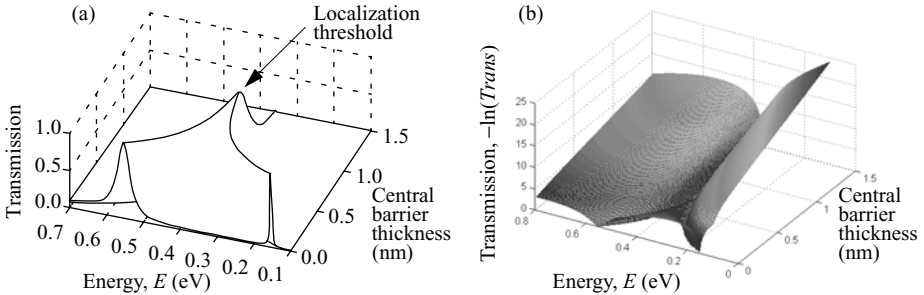 (a)
Localization
threshold
Transmission
1.0
0.5
0.0
0.7
0.6
0.5
0.4
0.3
0.2
0.1
Energy, E (eV)
0.0
0.5
1.0
1.5
Central
barrier
thickness
(nm)
(b)
Transmission, −ln(Trans)
25
20
15
10
5
0
0.8
0.6
0.4
0.2
0
Energy, E (eV)
0
0.5
1
1.5
Central
barrier
thickness
(nm)